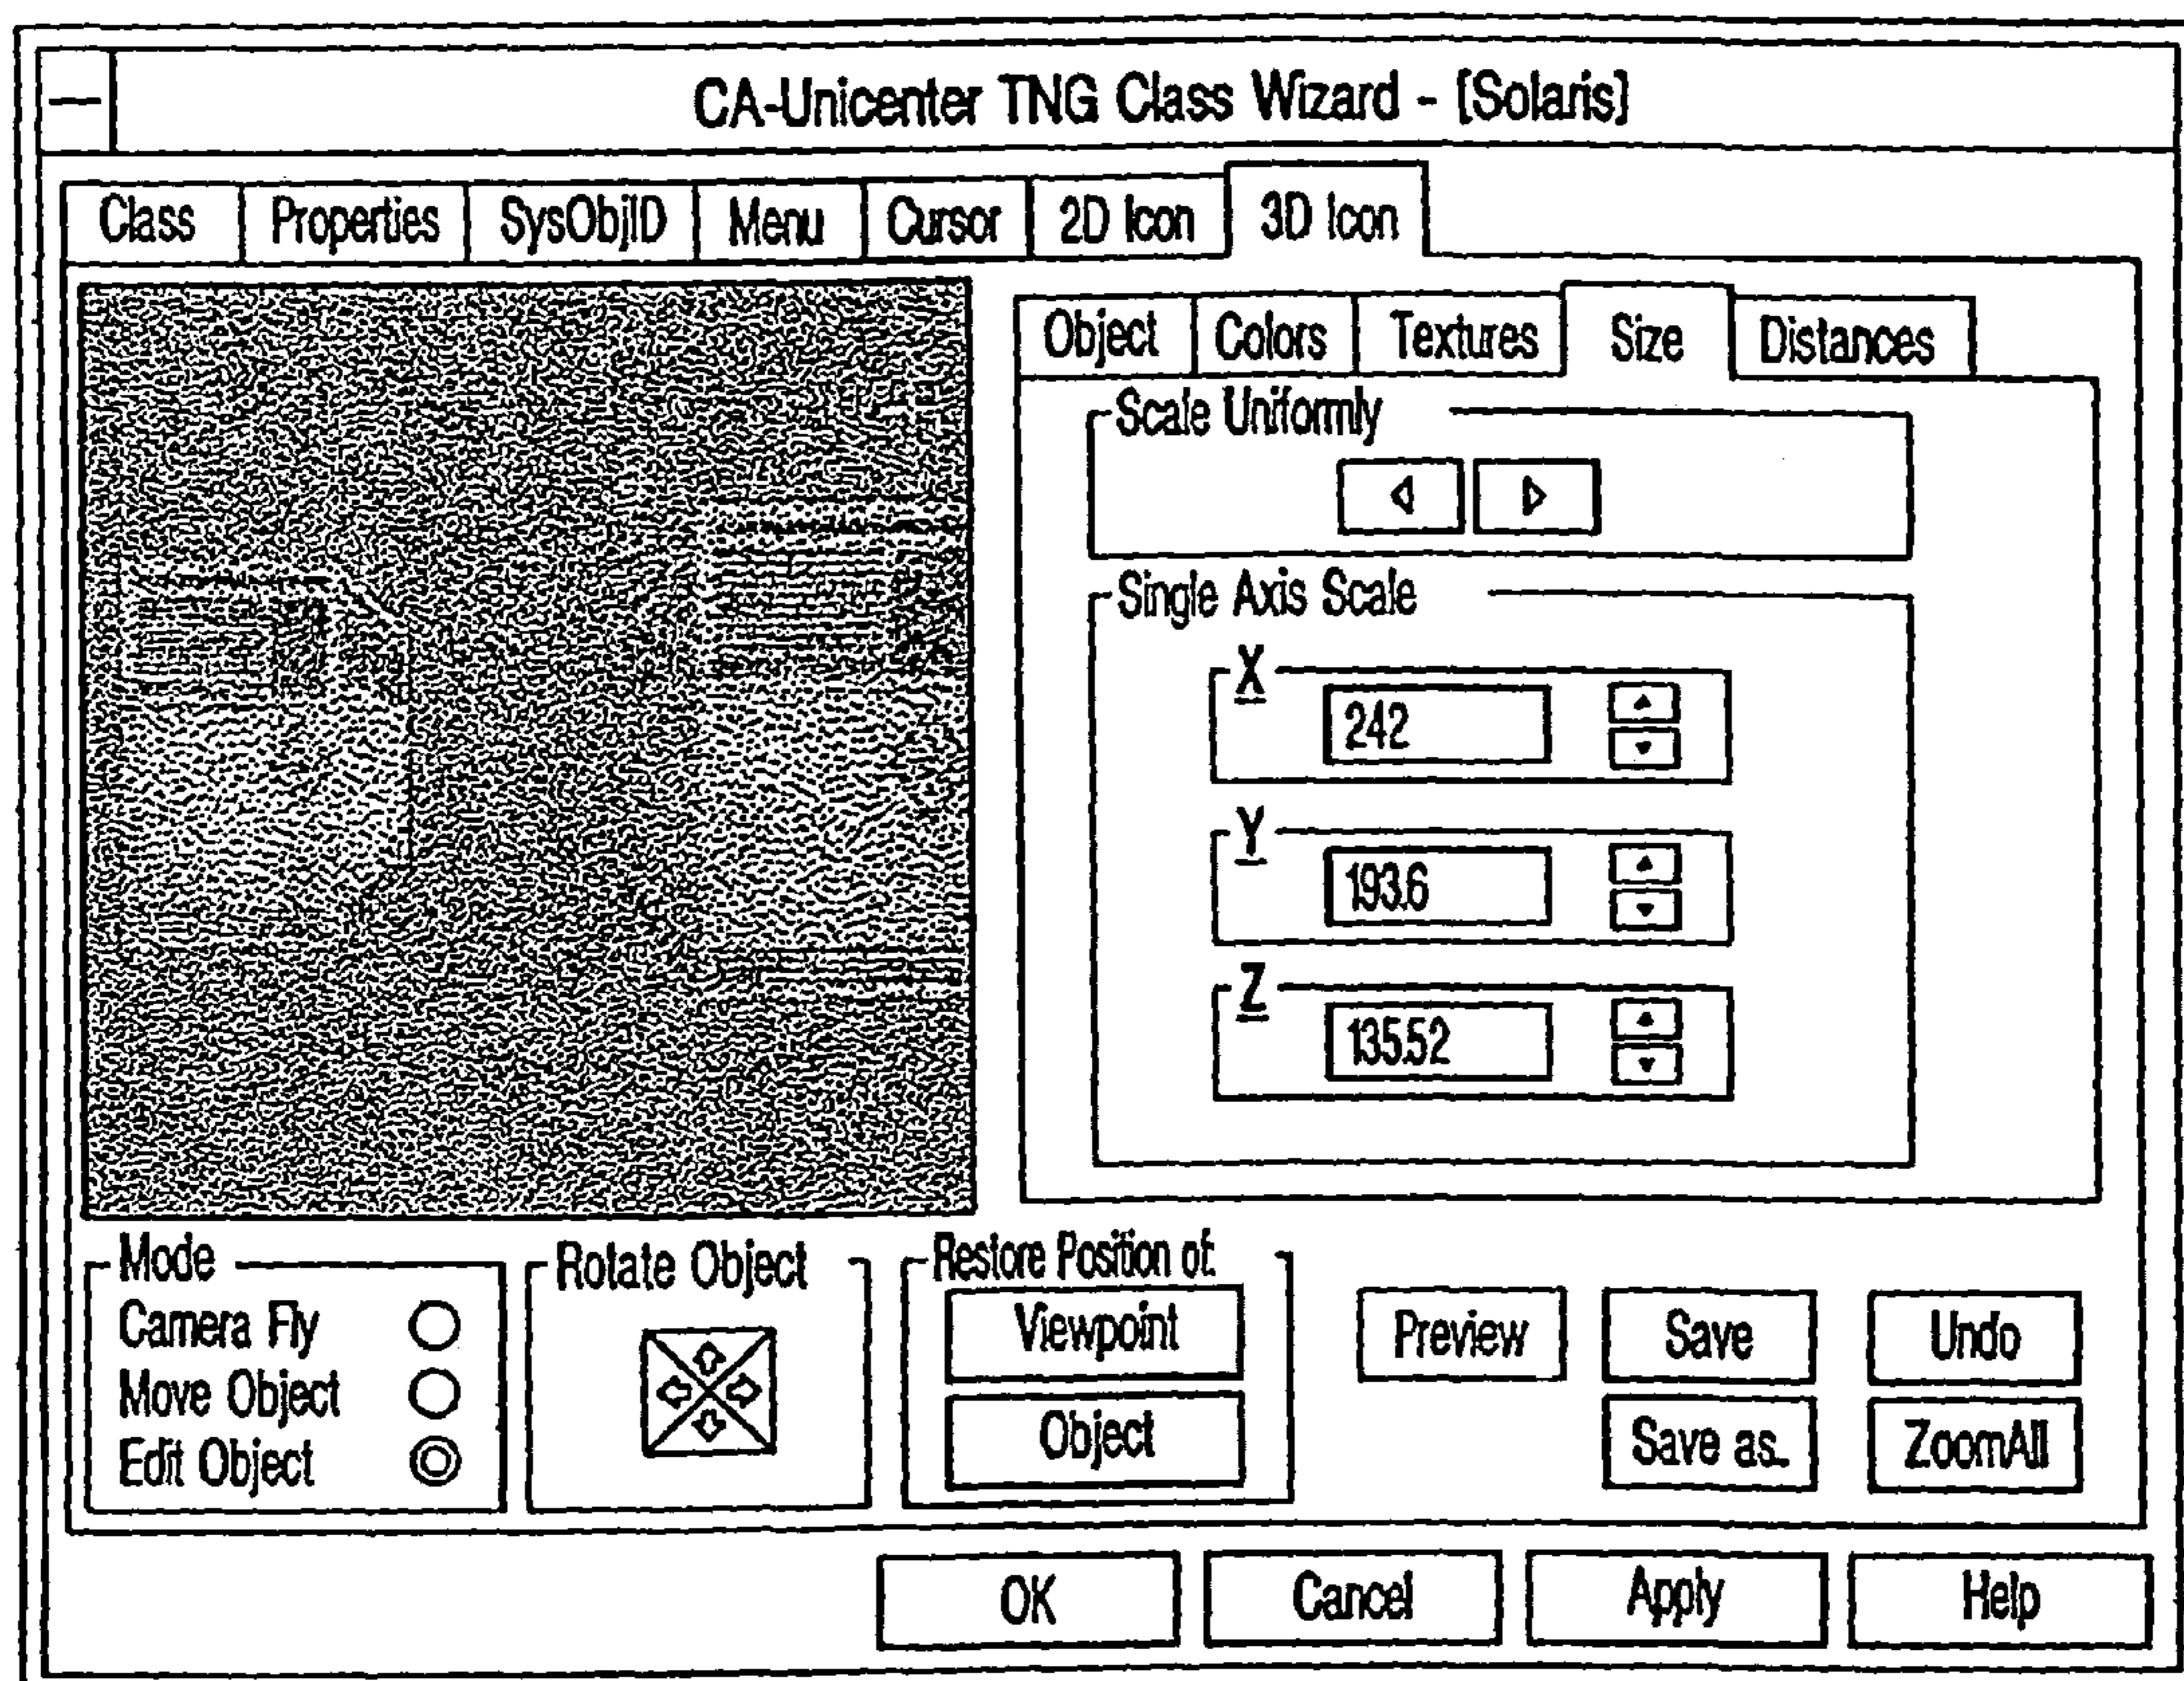 CA-Unicenter TNG Class Wizard - [Solaris]
Class Properties SysObjID Menu Cursor 2D Icon 3D Icon
Object Colors Textures Size Distances
Scale Uniformly
Single Axis Scale
X
242
Y
193.6
Z
135.52
Mode
Camera Fly
Move Object
Edit Object
Rotate Object
Restore Position of:
Viewpoint
Object
Preview Save Undo
Save as.. ZoomAll
OK Cancel Apply Help